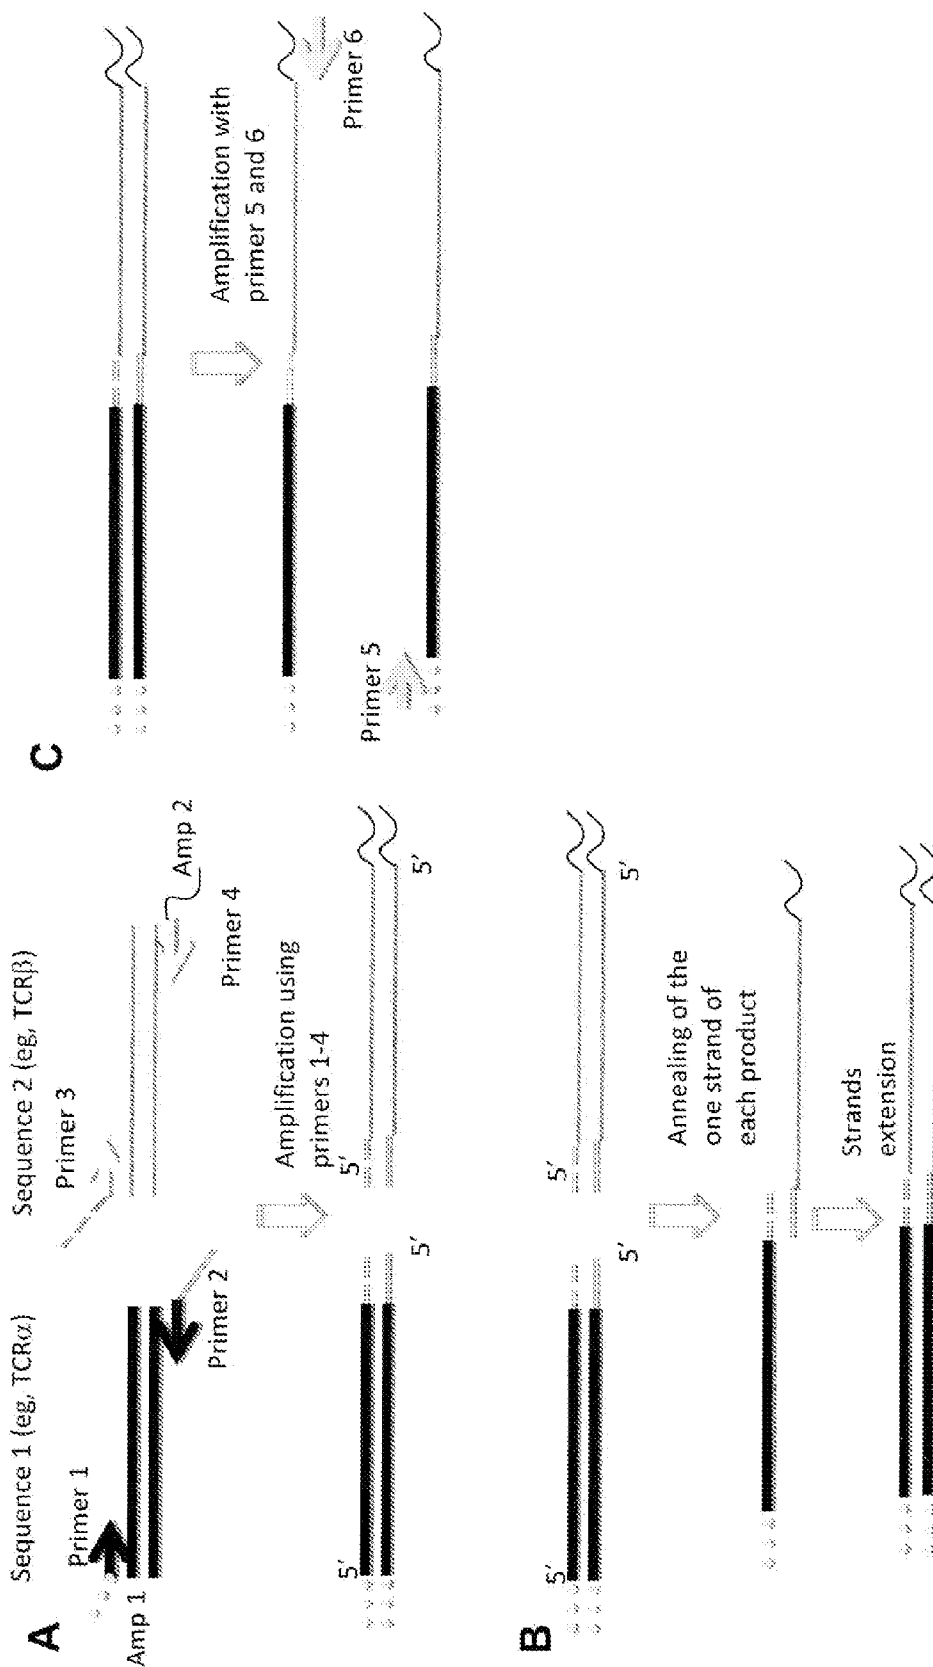 A
Sequence 1 (eg, TCRα)
Sequence 2 (eg, TCRβ)
Primer 1
Primer 3
Amp 1
Amp 2
Primer 2
Primer 4
Amplification using
primers 1-4
5′
5′
5′
5′
B
5′
5′
5′
5′
Annealing of the
one strand of
each product
Strands
extension
C
Amplification with
primer 5 and 6
Primer 6
Primer 5